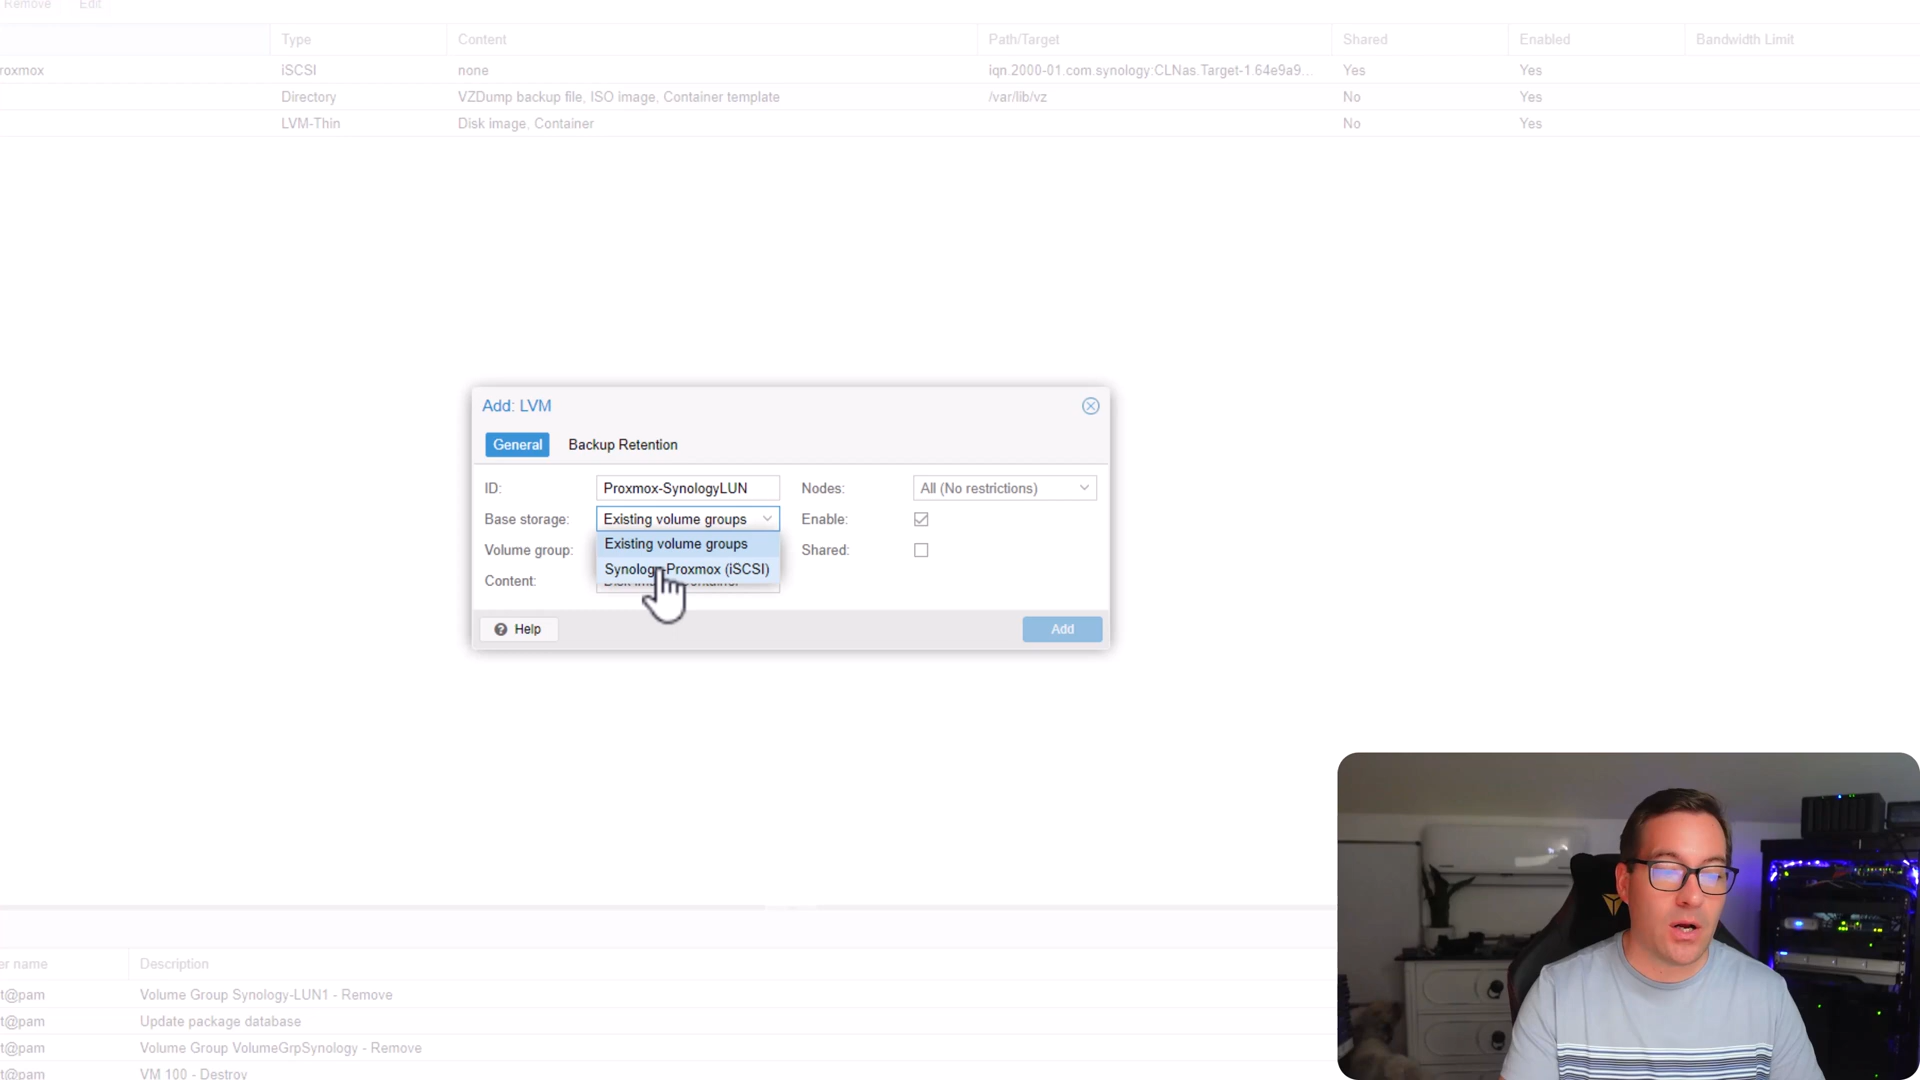 Remove Edit
Type Content Path/Target Shared Enabled Bandwidth Limit
roxmox iSCSI none iqn.2000-01.com.synology:CLNas.Target-1.64e9a9... Yes Yes
Directory VZDump backup file, ISO image, Container template /var/lib/vz No Yes
LVM-Thin Disk image, Container No Yes
Add: LVM
General Backup Retention
ID: Proxmox-SynologyLUN Nodes: All (No restrictions)
Base storage: Existing volume groups Enable:
Existing volume groups
Volume group: Shared:
Synology-Proxmox (iSCSI)
Content:
Help Add
er name Description
t@pam Volume Group Synology-LUN1 - Remove
t@pam Update package database
t@pam Volume Group VolumeGrpSynology - Remove
t@pam VM 100 - Destroy